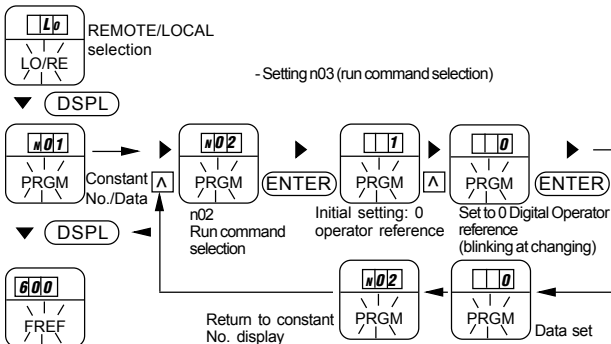 Lo
REMOTE/LOCAL
selection
LO/RE
- Setting n03 (run command selection)
DSPL
N01
PRGM
Constant
No./Data
∧
N02
PRGM
ENTER
n02
Run command
selection
1
PRGM
∧
Initial setting: 0
operator reference
0
PRGM
ENTER
Set to 0 Digital Operator
reference
(blinking at changing)
DSPL
600
FREF
Return to constant
No. display
N02
PRGM
0
PRGM
Data set